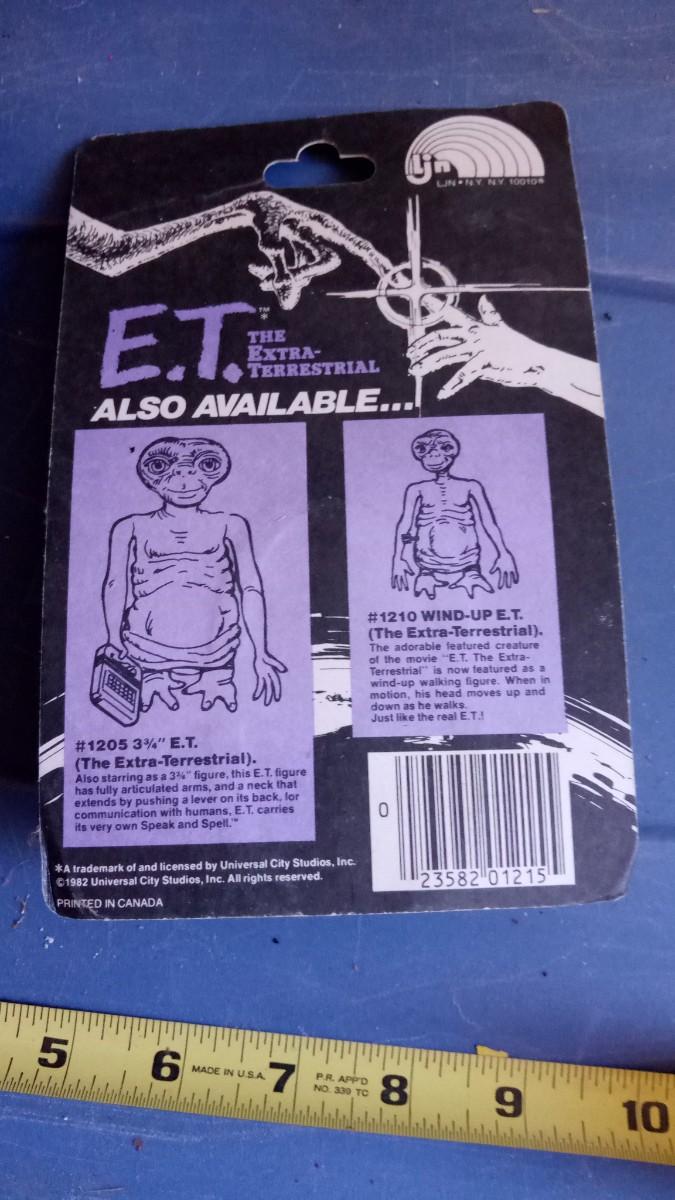 ljn
LJN • N.Y. N.Y. 10010®
E.T.™
*
THE
EXTRA-
TERRESTRIAL
ALSO AVAILABLE...
#1205 3¾" E.T.
(The Extra-Terrestrial).
Also starring as a 3¾" figure, this E.T. figure
has fully articulated arms, and a neck that
extends by pushing a lever on its back, for
communication with humans, E.T. carries
its very own Speak and Spell.™
#1210 WIND-UP E.T.
(The Extra-Terrestrial).
The adorable featured creature
of the movie "E.T. The Extra-
Terrestrial" is now featured as a
wind-up walking figure. When in
motion, his head moves up and
down as he walks.
Just like the real E.T.!
0 23582 01215
*A trademark of and licensed by Universal City Studios, Inc.
©1982 Universal City Studios, Inc. All rights reserved.
PRINTED IN CANADA
5 6 MADE IN U.S.A. 7 P.R. APP'D 8 9 10
NO. 339 TC